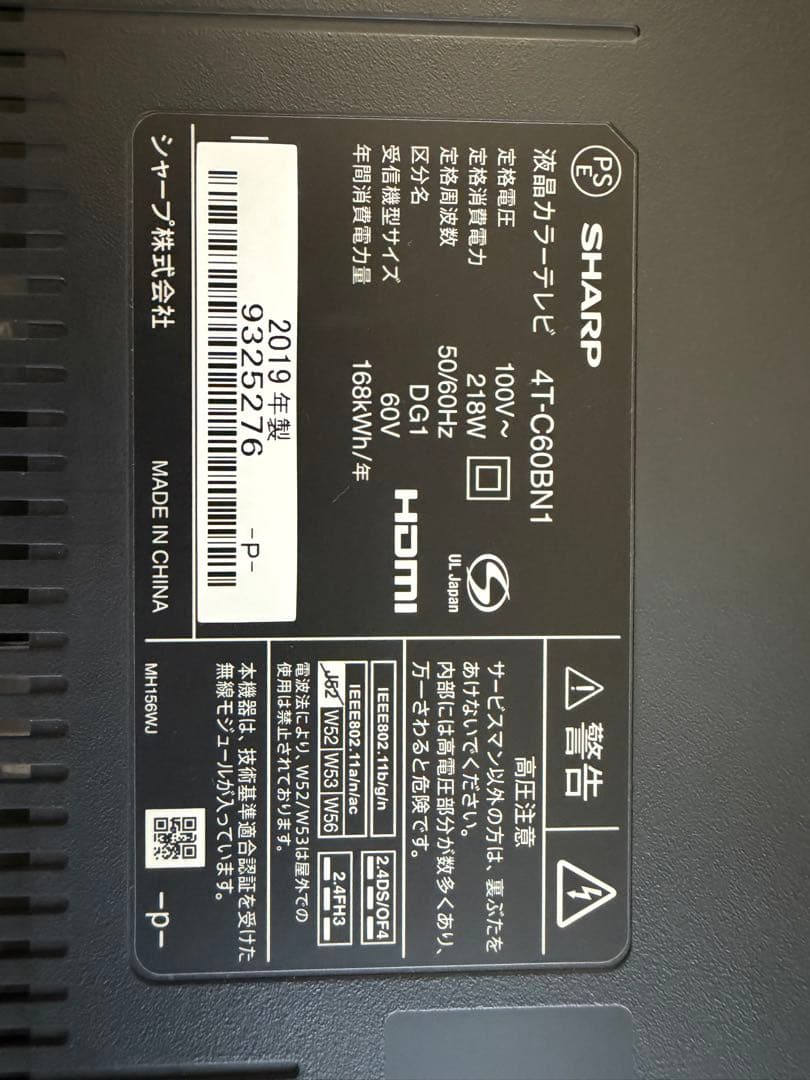 PS
E
SHARP
液晶カラーテレビ 4T-C60BN1
定格電圧 100V~
定格消費電力 218W
定格周波数 50/60Hz
区分名 DG1
受信機型サイズ 60V
年間消費電力量 168kWh/年
UL Japan
HDMI
2019 年製
9325276 -P-
シャープ株式会社 MADE IN CHINA
警告
高圧注意
サービスマン以外の方は、裏ぶたを
あけないでください。
内部には高電圧部分が数多くあり、
万一さわると危険です。
IEEE802.11b/g/n
IEEE802.11a/n/ac
J52 W52 W53 W56
2.4DS/OF4
2.4FH3
電波法により、W52/W53は屋外での
使用は禁止されております。
本機器は、技術基準適合認証を受けた
無線モジュールが入っています。
MH156WJ -P-